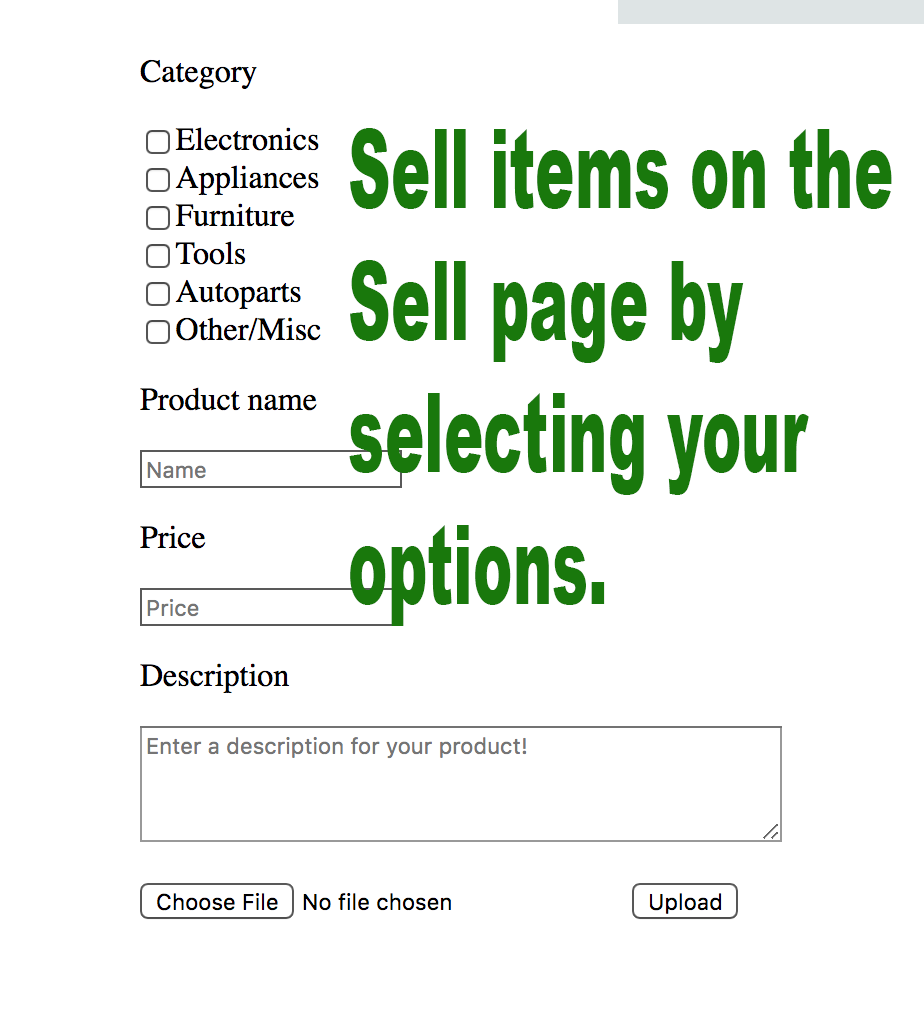 Category
Electronics
Appliances
Furniture
Tools
Autoparts
Other/Misc
Sell items on the
Sell page by
selecting your
options.
Product name
Name
Price
Price
Description
Enter a description for your product!
Choose File No file chosen
Upload